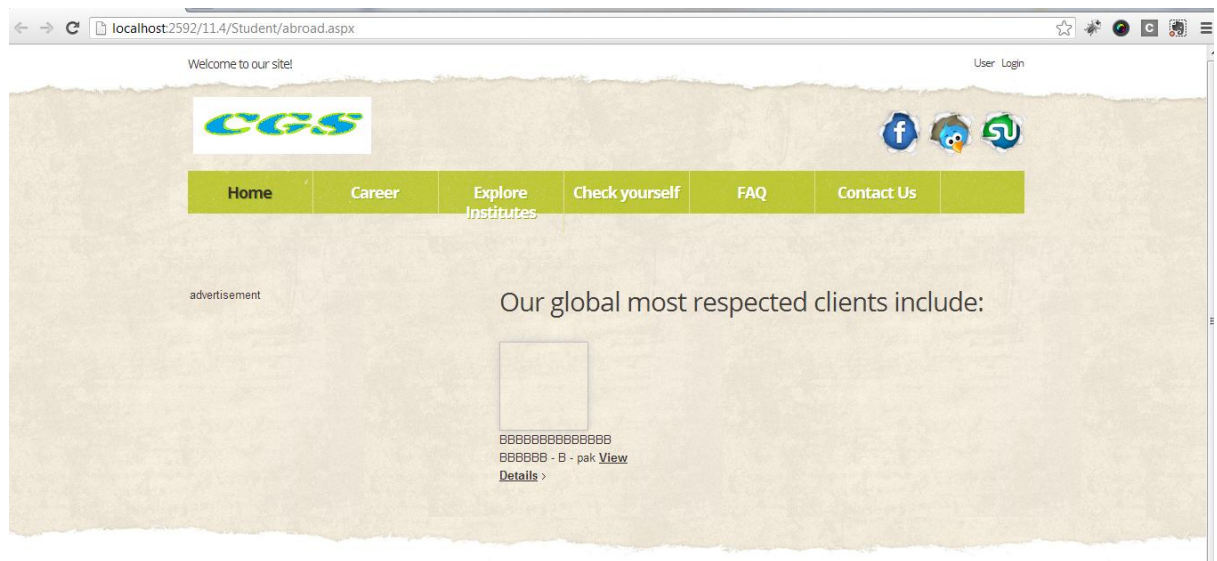 localhost:2592/11.4/Student/abroad.aspx
Welcome to our site!
User Login
CGS
Home Career Explore Institutes Check yourself FAQ Contact Us
advertisement
Our global most respected clients include:
BBBBBBBBBBBBBB
BBBBBB - B - pak View
Details >